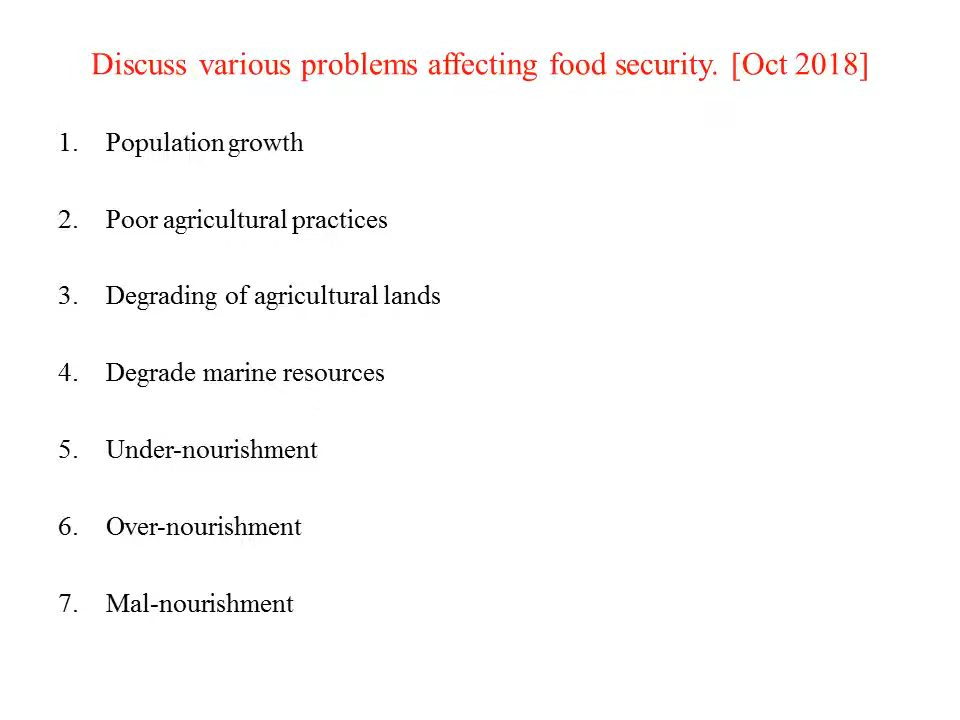 Discuss various problems affecting food security. [Oct 2018]
1. Population growth
2. Poor agricultural practices
3. Degrading of agricultural lands
4. Degrade marine resources
5. Under-nourishment
6. Over-nourishment
7. Mal-nourishment